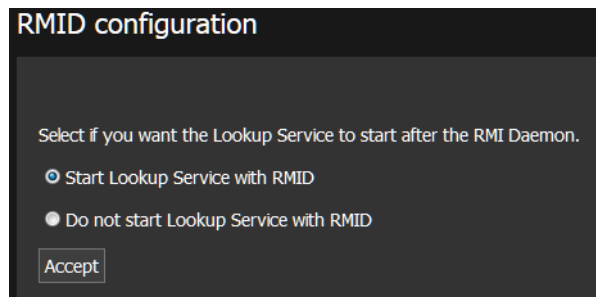 RMID configuration
Select if you want the Lookup Service to start after the RMI Daemon.
Start Lookup Service with RMID
Do not start Lookup Service with RMID
Accept